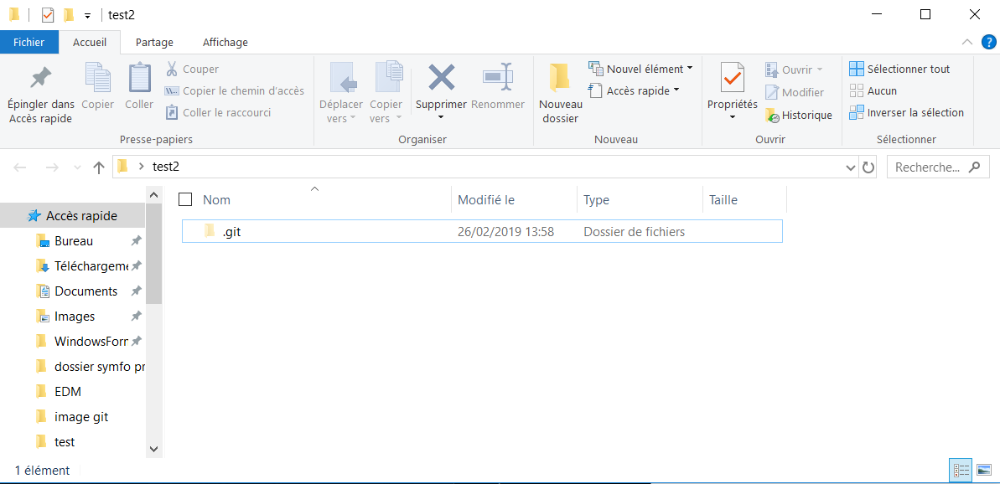 test2
Fichier Accueil Partage Affichage ?
Épingler dans
Accès rapide
Copier
Coller
Couper
Copier le chemin d'accès
Coller le raccourci
Presse-papiers
Déplacer
vers
Copier
vers
Supprimer
Renommer
Organiser
Nouveau
dossier
Nouvel élément
Accès rapide
Nouveau
Propriétés
Ouvrir
Modifier
Historique
Ouvrir
Sélectionner tout
Aucun
Inverser la sélection
Sélectionner
test2 Recherche...
Nom Modifié le Type Taille
.git 26/02/2019 13:58 Dossier de fichiers
Accès rapide
Bureau
Téléchargeme
Documents
Images
WindowsForm
dossier symfo pr
EDM
image git
test
1 élément